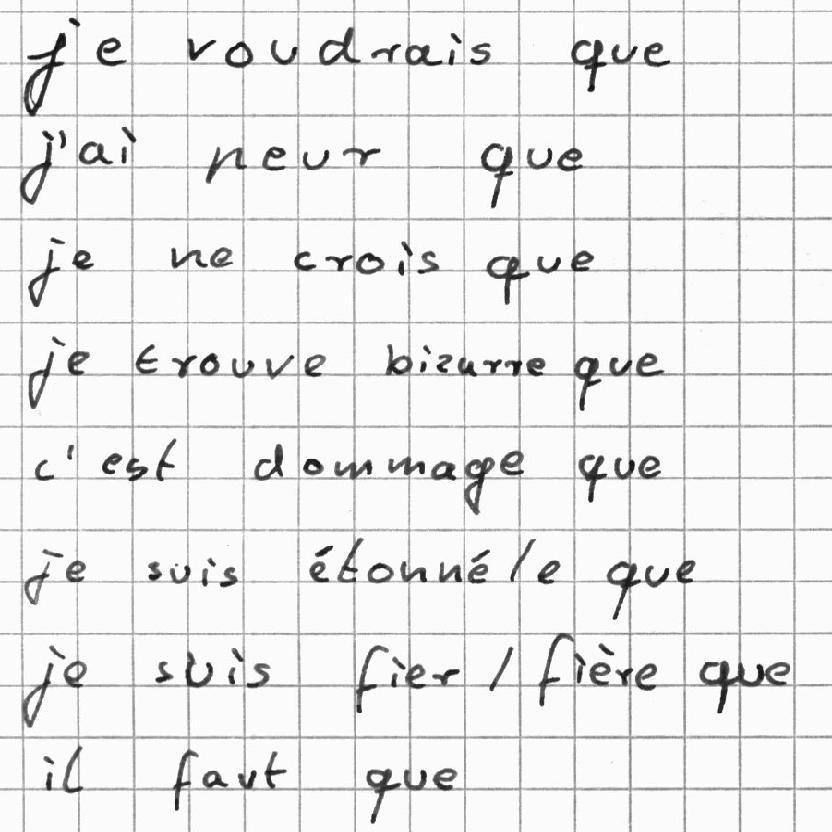 je voudrais que
j'ai peur que
je ne crois que
je trouve bizarre que
c'est dommage que
je suis étonné/e que
je suis fier / fière que
il faut que